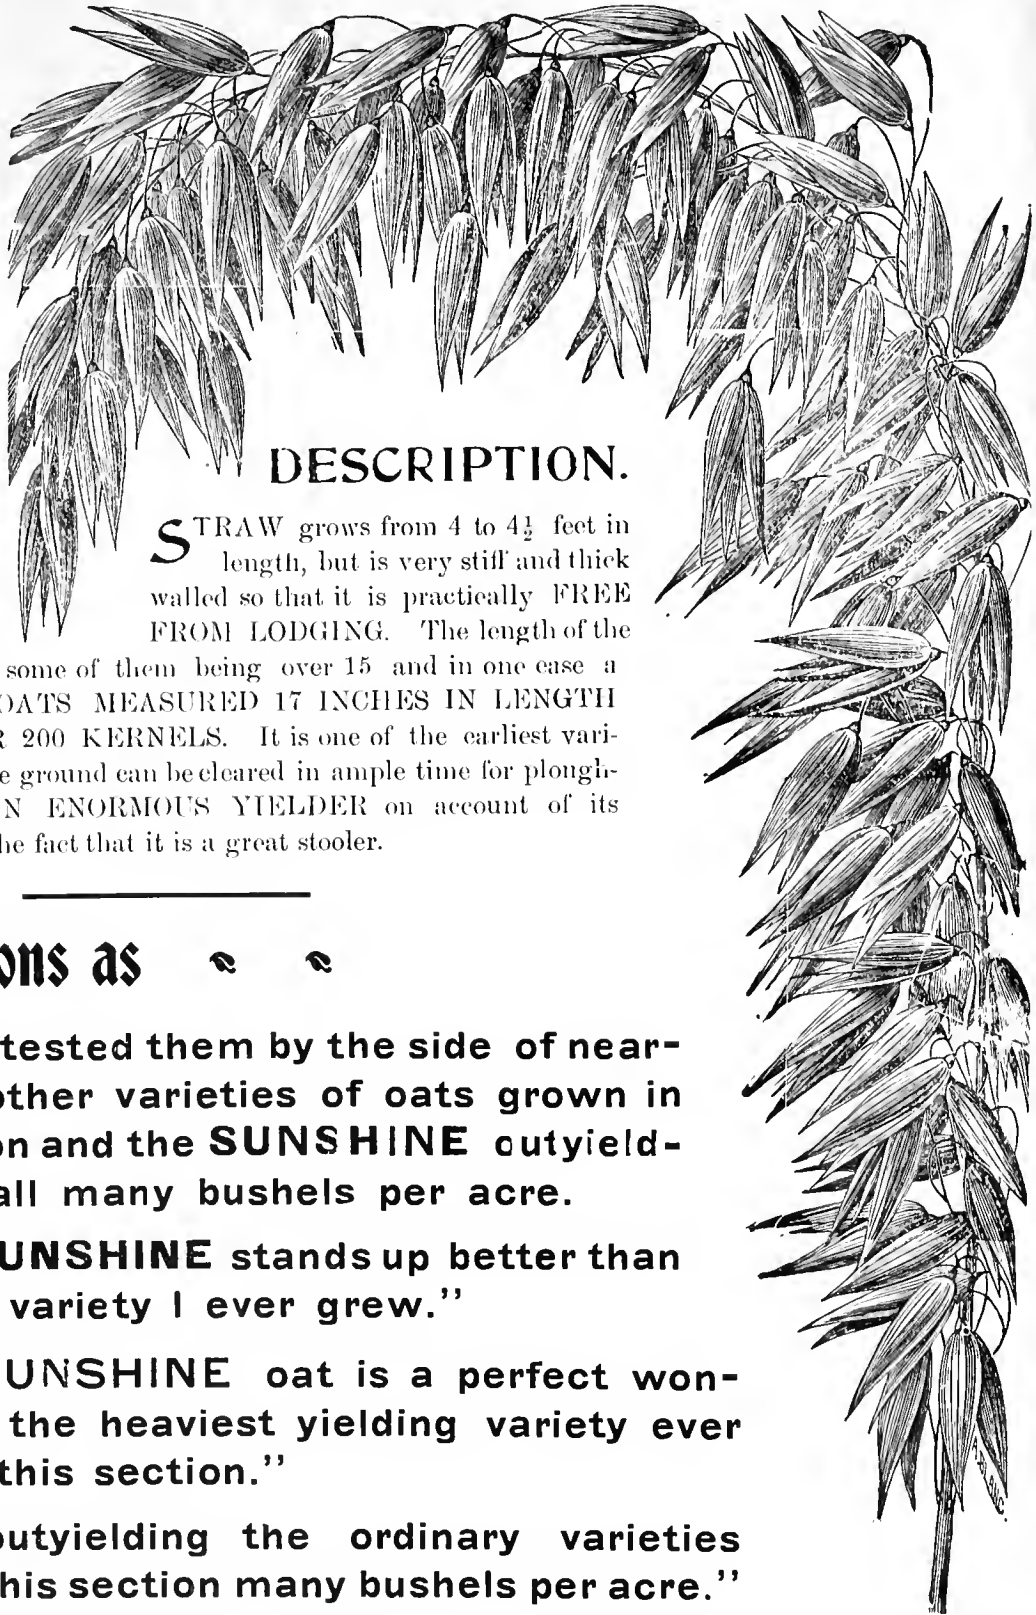 DESCRIPTION.
STRAW grows from 4 to 4½ feet in
length, but is very stiff and thick
walled so that it is practically FREE
FROM LODGING. The length of the
some of them being over 15 and in one case a
OATS MEASURED 17 INCHES IN LENGTH
R 200 KERNELS. It is one of the earliest vari-
e ground can be cleared in ample time for plough-
N ENORMOUS YIELDER on account of its
he fact that it is a great stooler.
ons as
tested them by the side of near-
other varieties of oats grown in
on and the SUNSHINE outyield-
all many bushels per acre.
UNSHINE stands up better than
variety I ever grew."
UNSHINE oat is a perfect won-
the heaviest yielding variety ever
this section."
outyielding the ordinary varieties
his section many bushels per acre."
A. BLANC